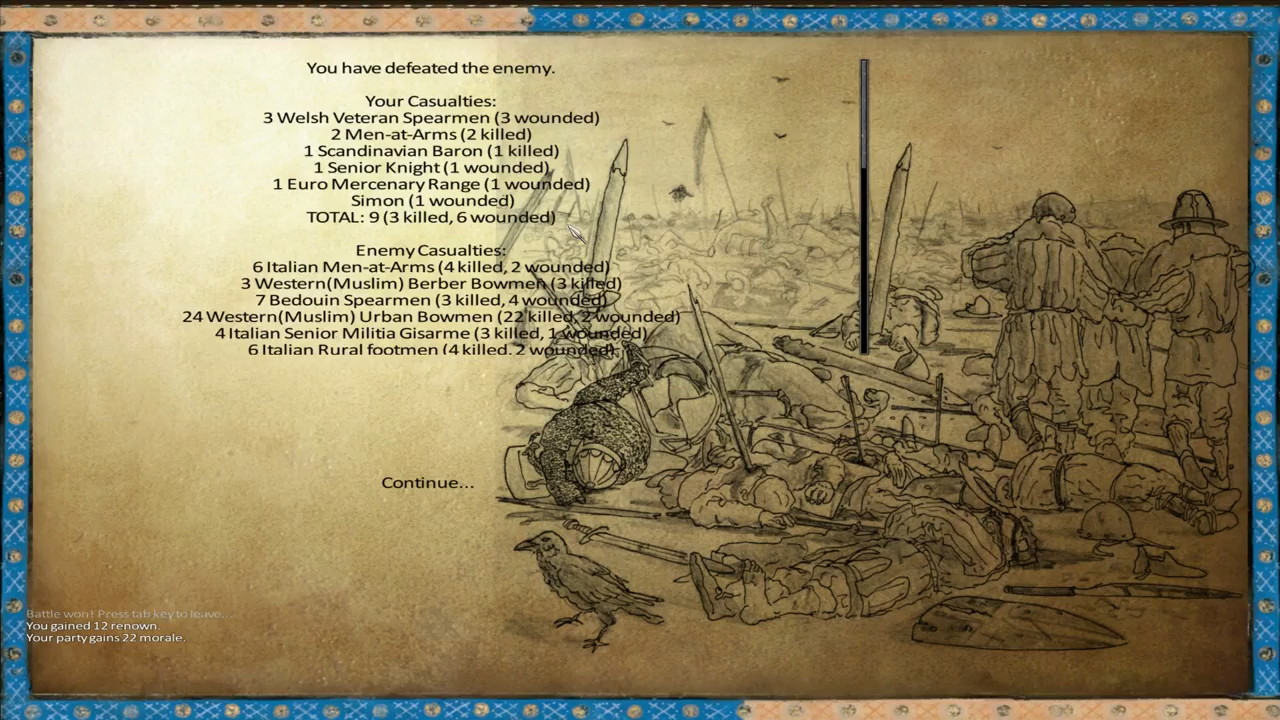 You have defeated the enemy.
Your Casualties:
3 Welsh Veteran Spearmen (3 wounded)
2 Men-at-Arms (2 killed)
1 Scandinavian Baron (1 killed)
1 Senior Knight (1 wounded)
1 Euro Mercenary Range (1 wounded)
Simon (1 wounded)
TOTAL: 9 (3 killed, 6 wounded)
Enemy Casualties:
6 Italian Men-at-Arms (4 killed, 2 wounded)
3 Western(Muslim) Berber Bowmen (3 killed)
7 Bedouin Spearmen (3 killed, 4 wounded)
24 Western(Muslim) Urban Bowmen (22 killed, 2 wounded)
4 Italian Senior Militia Gisarme (3 killed, 1 wounded)
6 Italian Rural footmen (4 killed, 2 wounded)
Continue...
Battle won! Press tab key to leave...
You gained 12 renown.
Your party gains 22 morale.